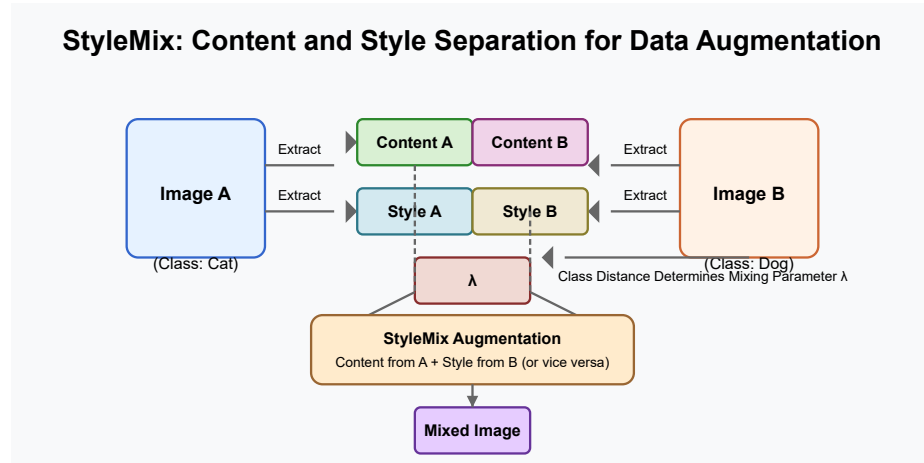 StyleMix: Content and Style Separation for Data Augmentation
Image A
(Class: Cat)
Extract
Extract
Content A
Content B
Style A
Style B
Extract
Extract
Image B
(Class: Dog)
Class Distance Determines Mixing Parameter λ
λ
StyleMix Augmentation
Content from A + Style from B (or vice versa)
Mixed Image